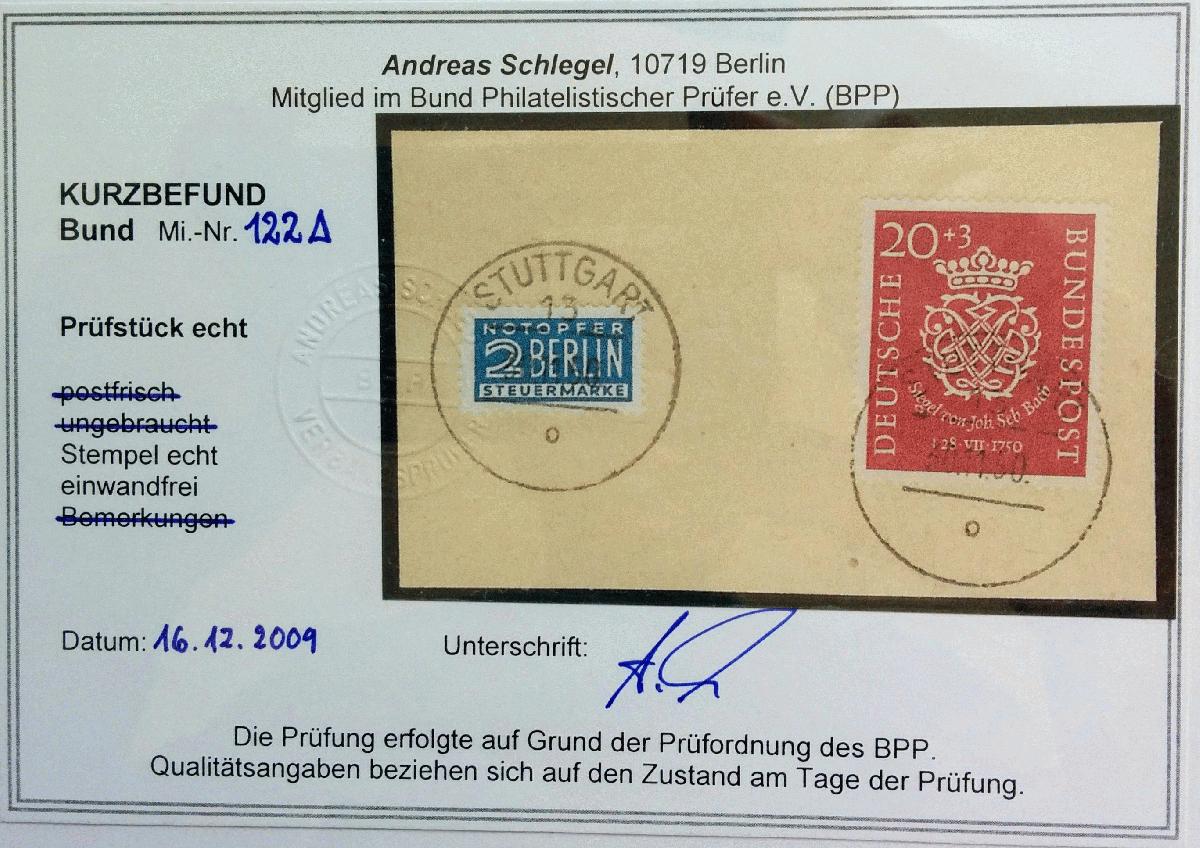 Andreas Schlegel, 10719 Berlin
Mitglied im Bund Philatelistischer Prüfer e.V. (BPP)
KURZBEFUND
Bund Mi.-Nr. 122 Δ
Prüfstück echt
postfrisch
ungebraucht
Stempel echt
einwandfrei
Bemerkungen
ANDREAS
STUTTGART
13
NOTOPFER
2 BERLIN
STEUERMARKE
o
20+3
DEUTSCHE
BUNDESPOST
Siegel von Joh. Seb. Bach
† 28·VII·1750
o
Datum: 16.12.2009
Unterschrift:
Die Prüfung erfolgte auf Grund der Prüfordnung des BPP.
Qualitätsangaben beziehen sich auf den Zustand am Tage der Prüfung.